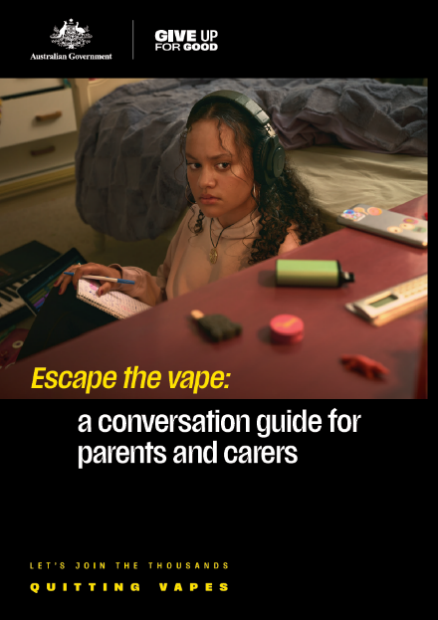 Australian Government
GIVE UP
FOR GOOD
Escape the vape:
a conversation guide for
parents and carers
LET'S JOIN THE THOUSANDS
QUITTING VAPES